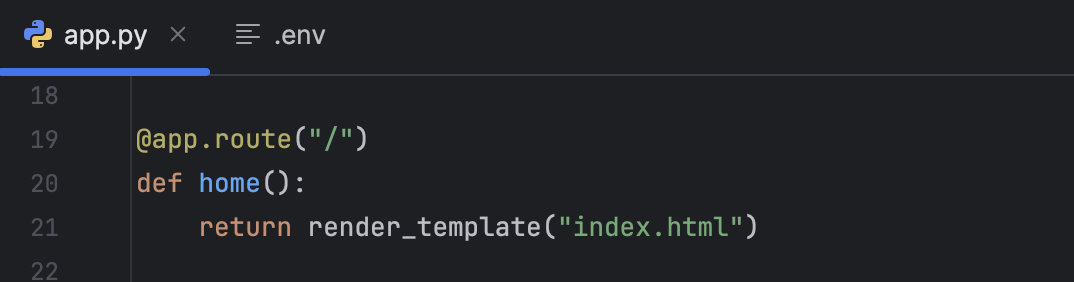 app.py .env
18
19 @app.route("/")
20 def home():
21     return render_template("index.html")
22